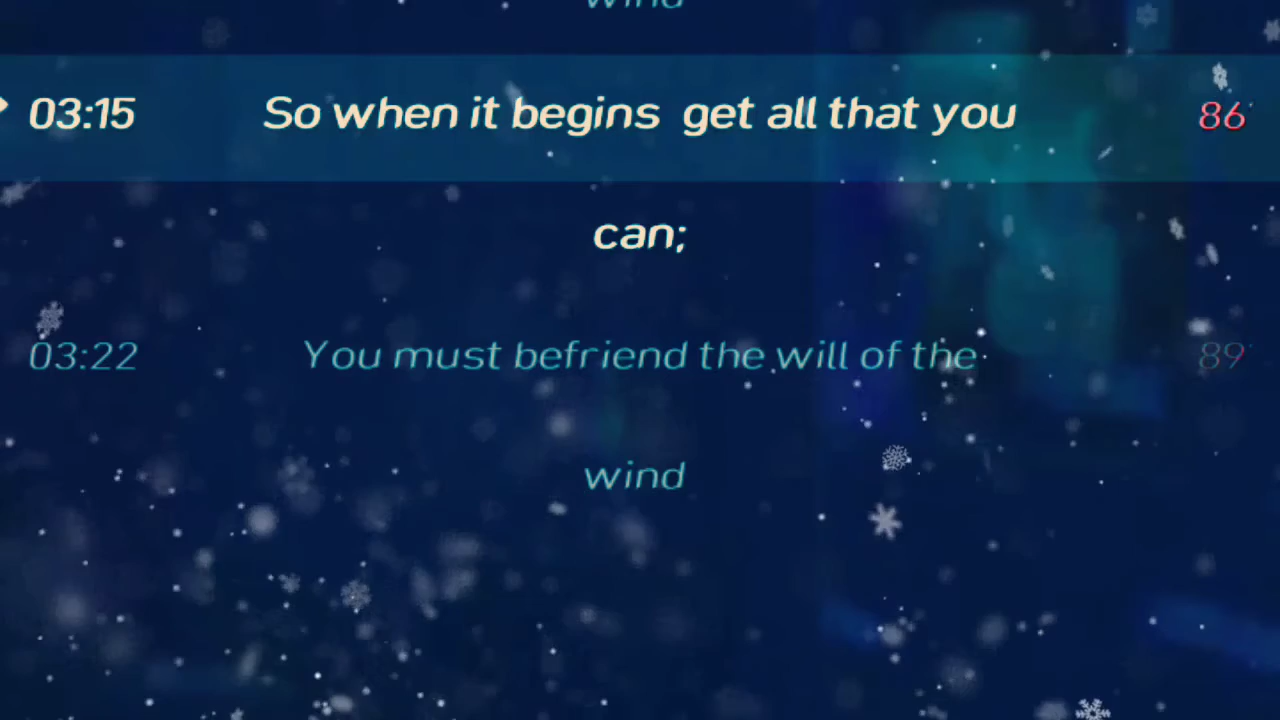 wind
03:15 So when it begins get all that you 86
can;
03:22 You must befriend the will of the 89
wind